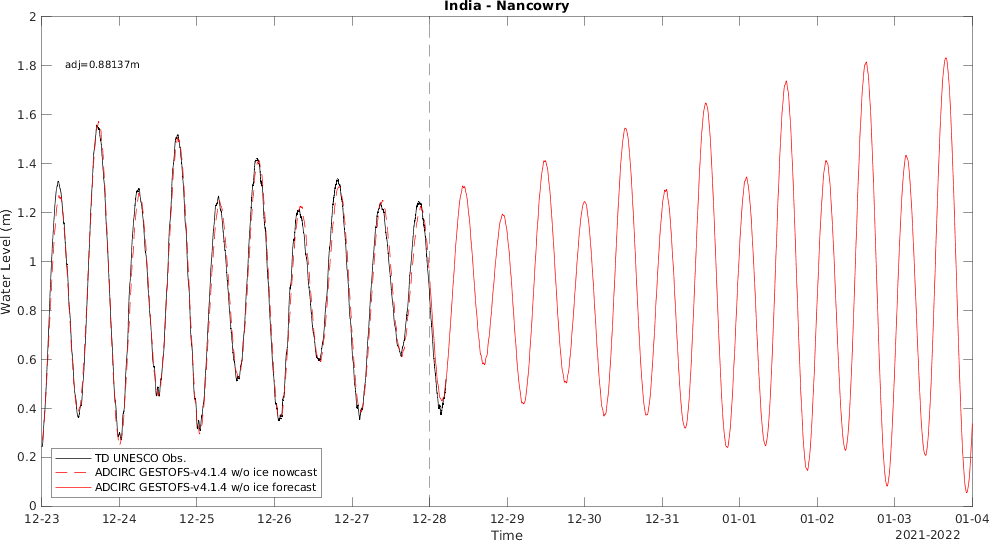 India - Nancowry
2
1.8
1.6
1.4
1.2
1
0.8
0.6
0.4
0.2
0
Water Level (m)
adj=0.88137m
TD UNESCO Obs.
ADCIRC GESTOFS-v4.1.4 w/o ice nowcast
ADCIRC GESTOFS-v4.1.4 w/o ice forecast
12-23 12-24 12-25 12-26 12-27 12-28 12-29 12-30 12-31 01-01 01-02 01-03 01-04
Time
2021-2022